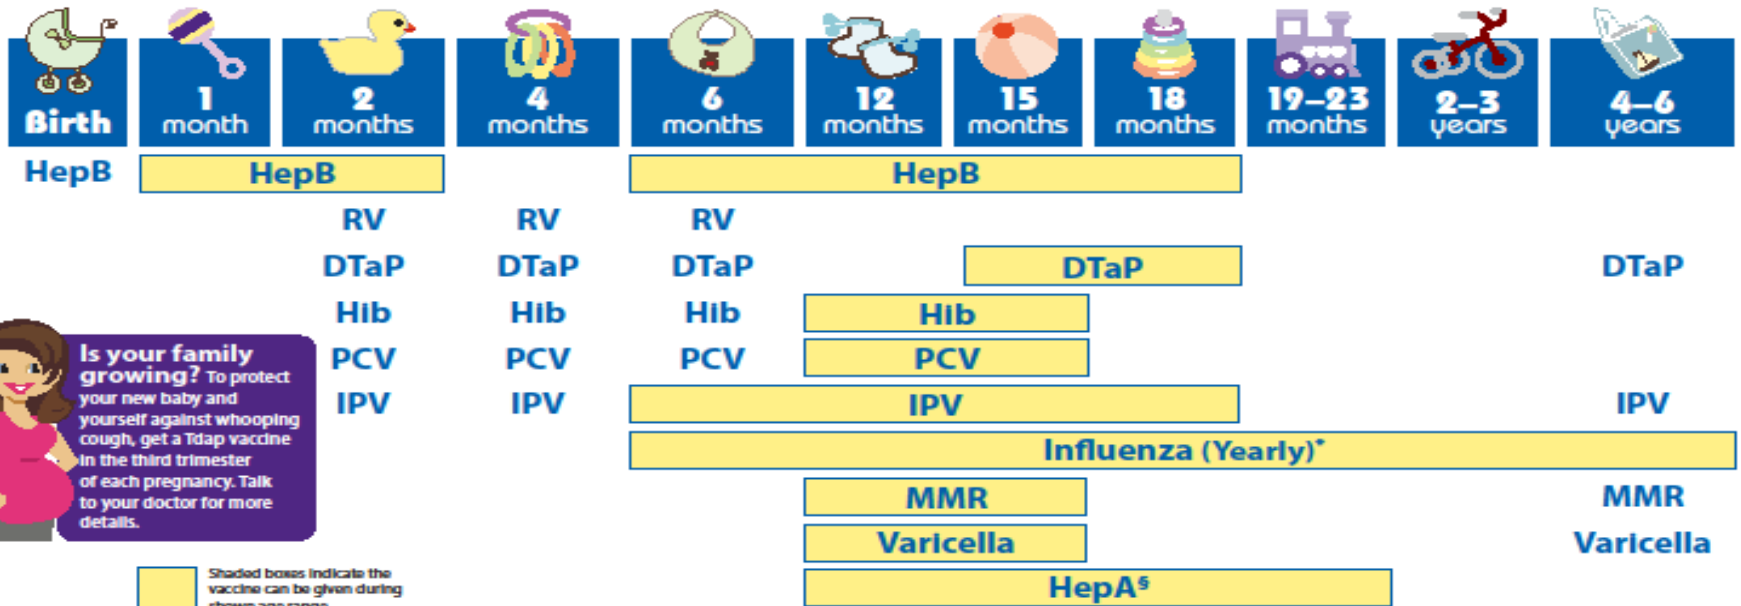 Birth
1 month
2 months
4 months
6 months
12 months
15 months
18 months
19–23 months
2–3 years
4–6 years
HepB HepB HepB
RV RV RV
DTaP DTaP DTaP DTaP DTaP
Hib Hib Hib Hib
PCV PCV PCV PCV
IPV IPV IPV IPV
Influenza (Yearly)*
MMR MMR
Varicella Varicella
HepA§
Is your family
growing? To protect
your new baby and
yourself against whooping
cough, get a Tdap vaccine
in the third trimester
of each pregnancy. Talk
to your doctor for more
details.
Shaded boxes indicate the
vaccine can be given during
shown age range.